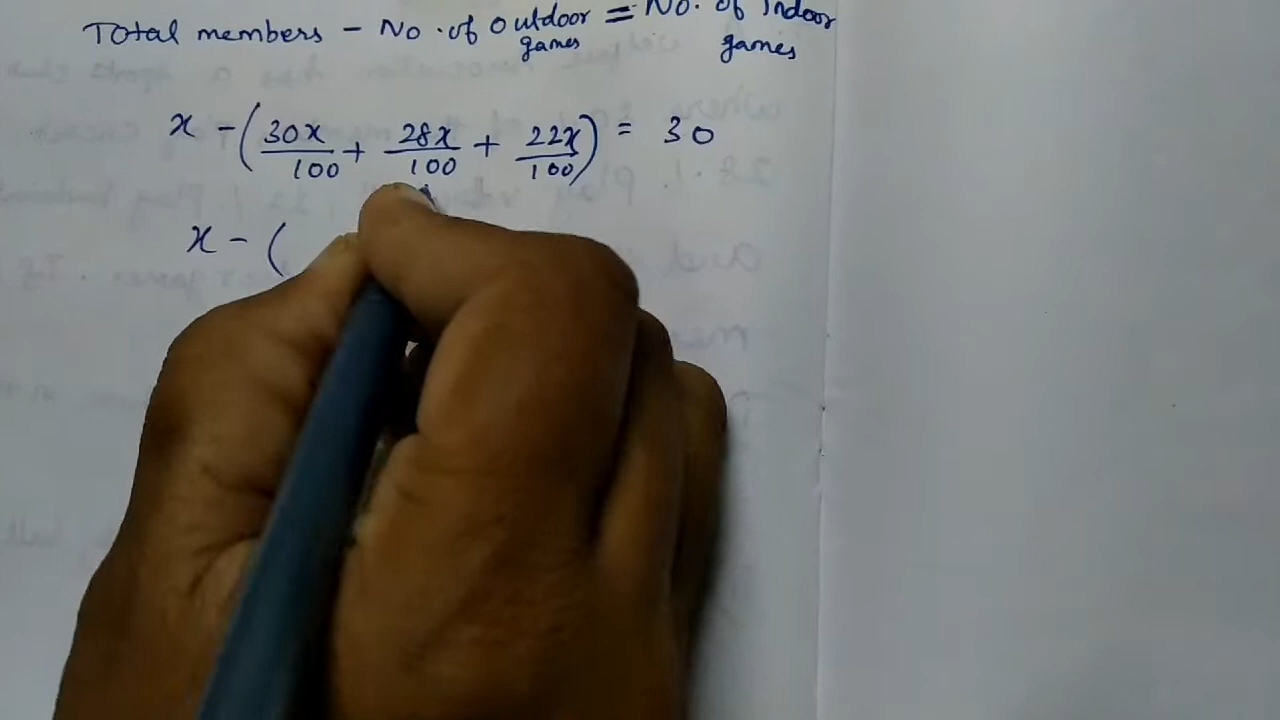 Total members - No. of outdoor games = No. of Indoor games
x - (30x/100 + 28x/100 + 22x/100) = 30
x - (